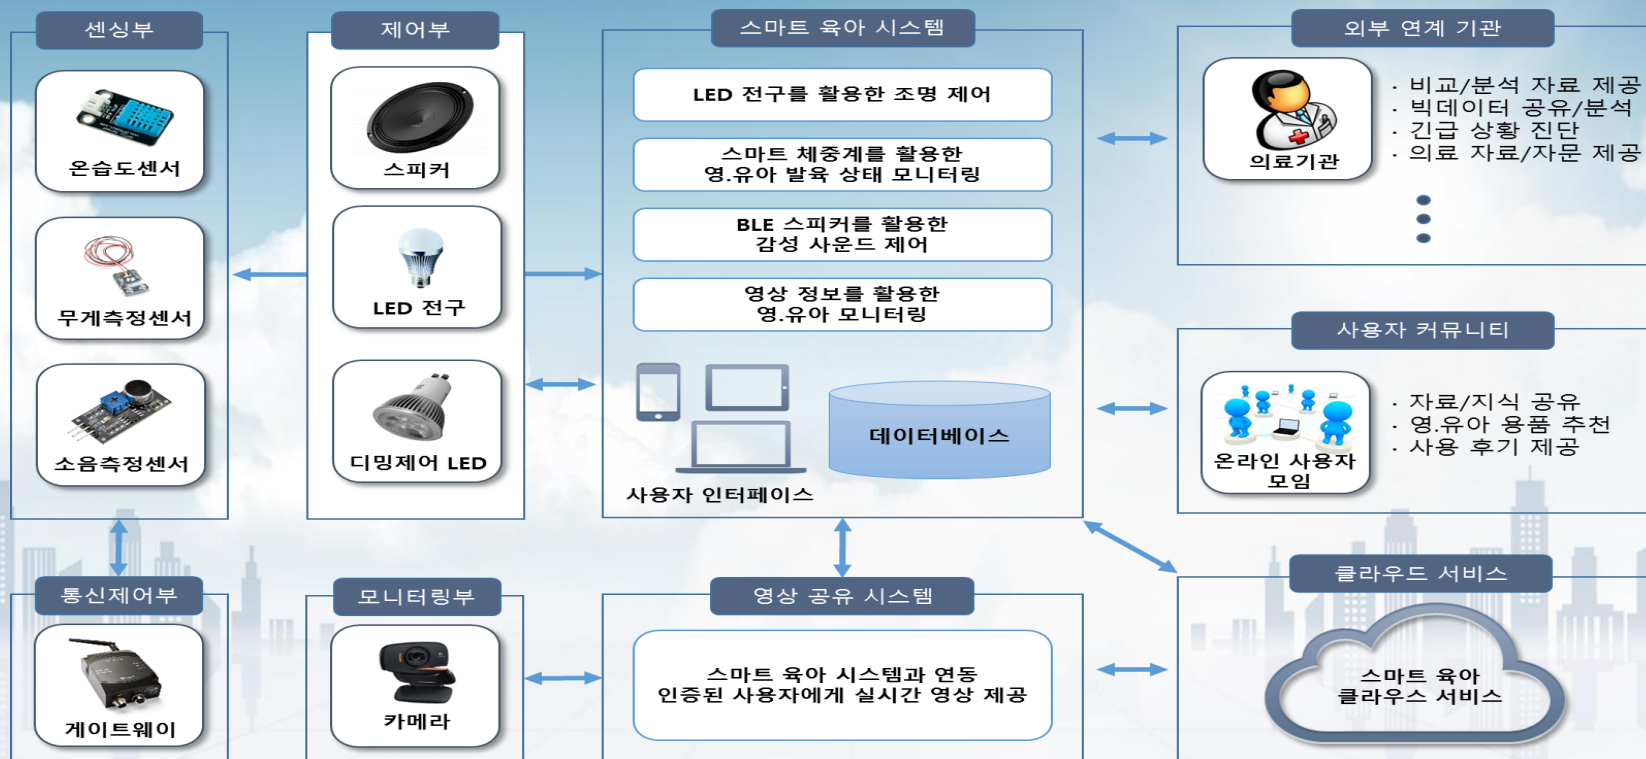 센싱부
온습도센서
무게측정센서
소음측정센서
제어부
스피커
LED 전구
디밍제어 LED
스마트 육아 시스템
LED 전구를 활용한 조명 제어
스마트 체중계를 활용한
영.유아 발육 상태 모니터링
BLE 스피커를 활용한
감성 사운드 제어
영상 정보를 활용한
영.유아 모니터링
사용자 인터페이스
데이터베이스
외부 연계 기관
의료기관
· 비교/분석 자료 제공
· 빅데이터 공유/분석
· 긴급 상황 진단
· 의료 자료/자문 제공
사용자 커뮤니티
온라인 사용자
모임
· 자료/지식 공유
· 영.유아 용품 추천
· 사용 후기 제공
통신제어부
게이트웨이
모니터링부
카메라
영상 공유 시스템
스마트 육아 시스템과 연동
인증된 사용자에게 실시간 영상 제공
클라우드 서비스
스마트 육아
클라우스 서비스